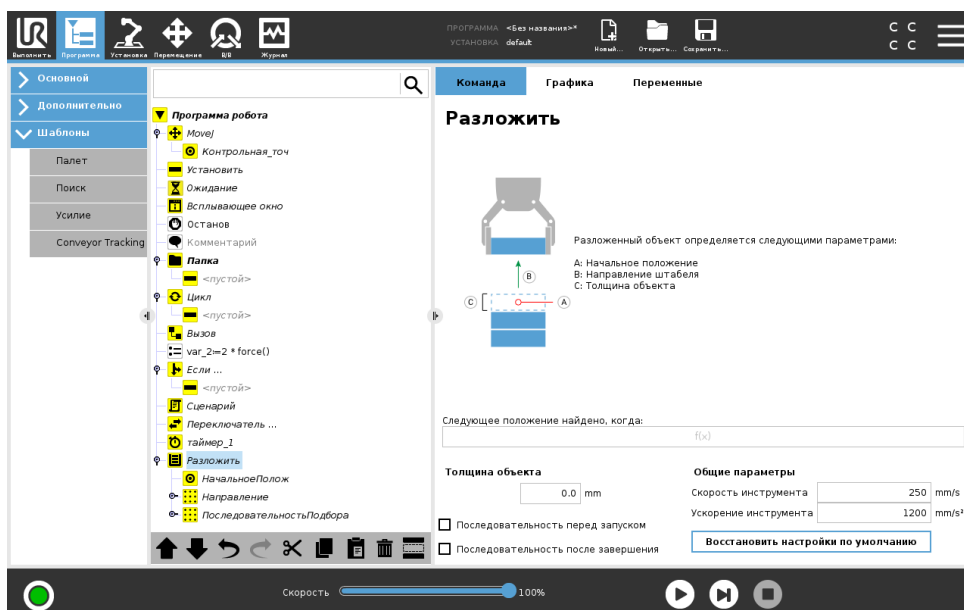 ПРОГРАММА <Без названия>*
УСТАНОВКА default
Выполнить Программа Установка Перемещение В/В Журнал
Новый... Открыть... Сохранить...
C C
C C
Основной
Дополнительно
Шаблоны
Палет
Поиск
Усилие
Conveyor Tracking
Программа робота
MoveJ
Контрольная_точ
Установить
Ожидание
Всплывающее окно
Останов
Комментарий
Папка
<пустой>
Цикл
<пустой>
Вызов
var_2≔2 * force()
Если ...
<пустой>
Сценарий
Переключатель ...
таймер_1
Разложить
НачальноеПолож
Направление
ПоследовательностьПодбора
Команда Графика Переменные
Разложить
B
C
A
Разложенный объект определяется следующими параметрами:
A: Начальное положение
B: Направление штабеля
C: Толщина объекта
Следующее положение найдено, когда:
f(x)
Толщина объекта
0.0 mm
Последовательность перед запуском
Последовательность после завершения
Общие параметры
Скорость инструмента 250 mm/s
Ускорение инструмента 1200 mm/s²
Восстановить настройки по умолчанию
Скорость 100%